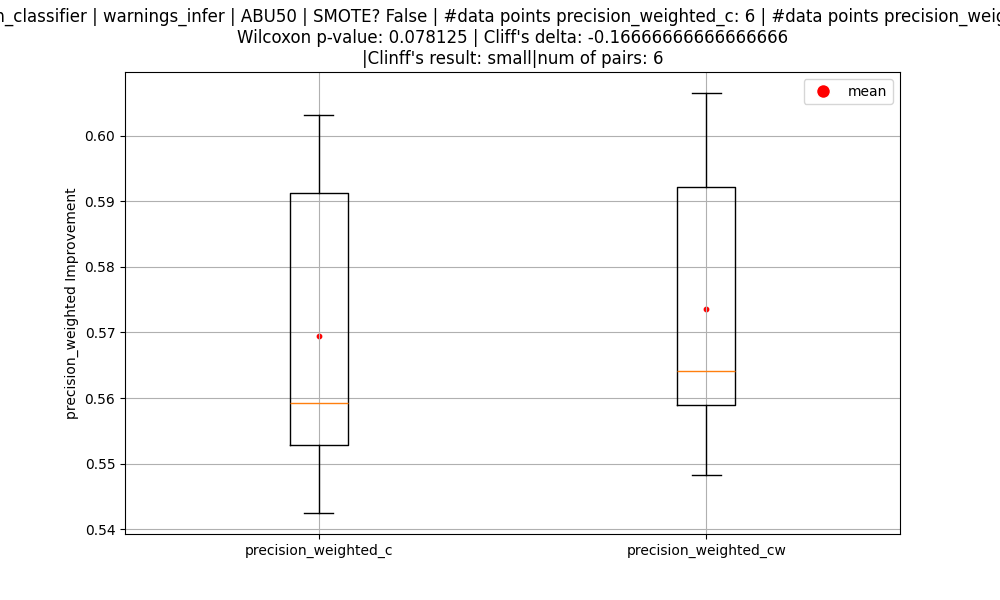 _classifier | warnings_infer | ABU50 | SMOTE? False | #data points precision_weighted_c: 6 | #data points
Wilcoxon p-value: 0.078125 | Cliff's delta: -0.16666666666666666
|Clinff's result: small|num of pairs: 6
mean
0.60
0.59
0.58
0.57
0.56
0.55
0.54
precision_weighted Improvement
precision_weighted_c
precision_weighted_cw